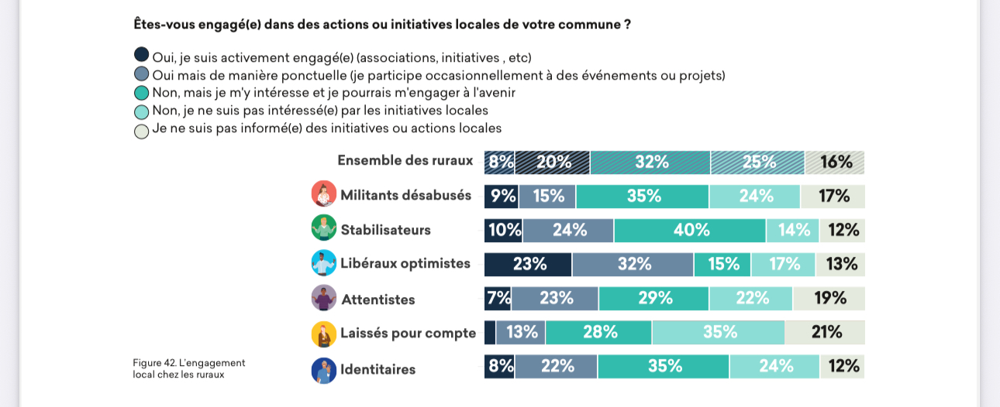 Êtes-vous engagé(e) dans des actions ou initiatives locales de votre commune ?
Oui, je suis activement engagé(e) (associations, initiatives , etc)
Oui mais de manière ponctuelle (je participe occasionnellement à des événements ou projets)
Non, mais je m'y intéresse et je pourrais m'engager à l'avenir
Non, je ne suis pas intéressé(e) par les initiatives locales
Je ne suis pas informé(e) des initiatives ou actions locales
Ensemble des ruraux 8% 20% 32% 25% 16%
Militants désabusés 9% 15% 35% 24% 17%
Stabilisateurs 10% 24% 40% 14% 12%
Libéraux optimistes 23% 32% 15% 17% 13%
Attentistes 7% 23% 29% 22% 19%
Laissés pour compte 13% 28% 35% 21%
Identitaires 8% 22% 35% 24% 12%
Figure 42. L'engagement
local chez les ruraux